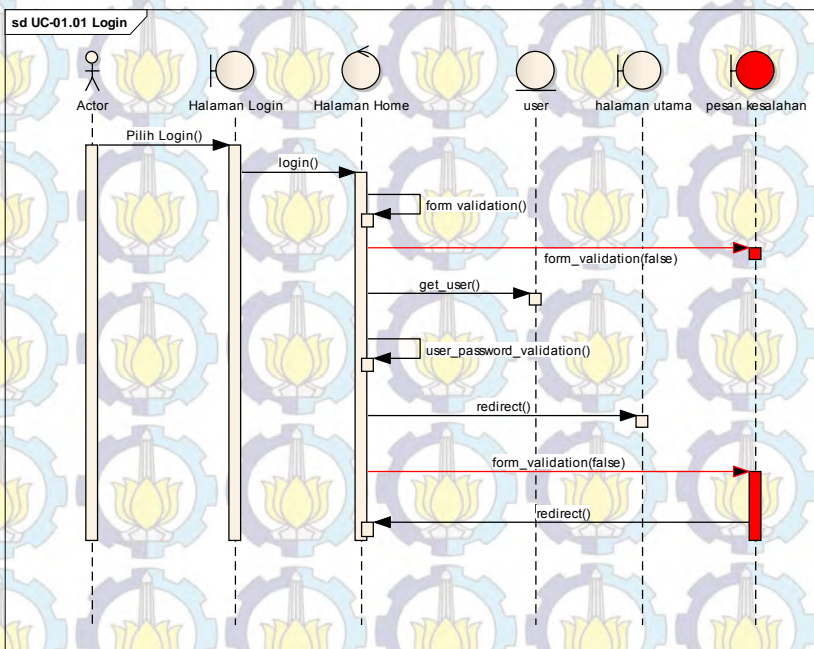 sd UC-01.01 Login
Actor
Halaman Login
Halaman Home
user
halaman utama
pesan kesalahan
Pilih Login()
login()
form validation()
form_validation(false)
get_user()
user_password_validation()
redirect()
form_validation(false)
redirect()